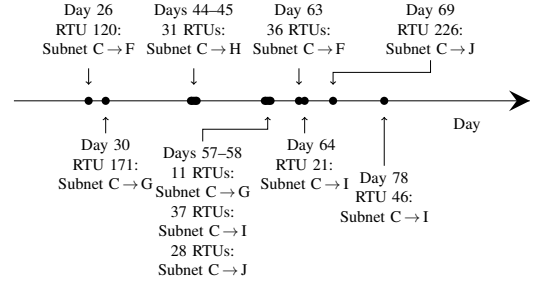 Day 26
RTU 120:
Subnet C→F
Days 44–45
31 RTUs:
Subnet C→H
Day 63
36 RTUs:
Subnet C→F
Day 69
RTU 226:
Subnet C→J
Day
Day 30
RTU 171:
Subnet C→G
Days 57–58
11 RTUs:
Subnet C→G
37 RTUs:
Subnet C→I
28 RTUs:
Subnet C→J
Day 64
RTU 21:
Subnet C→I
Day 78
RTU 46:
Subnet C→I